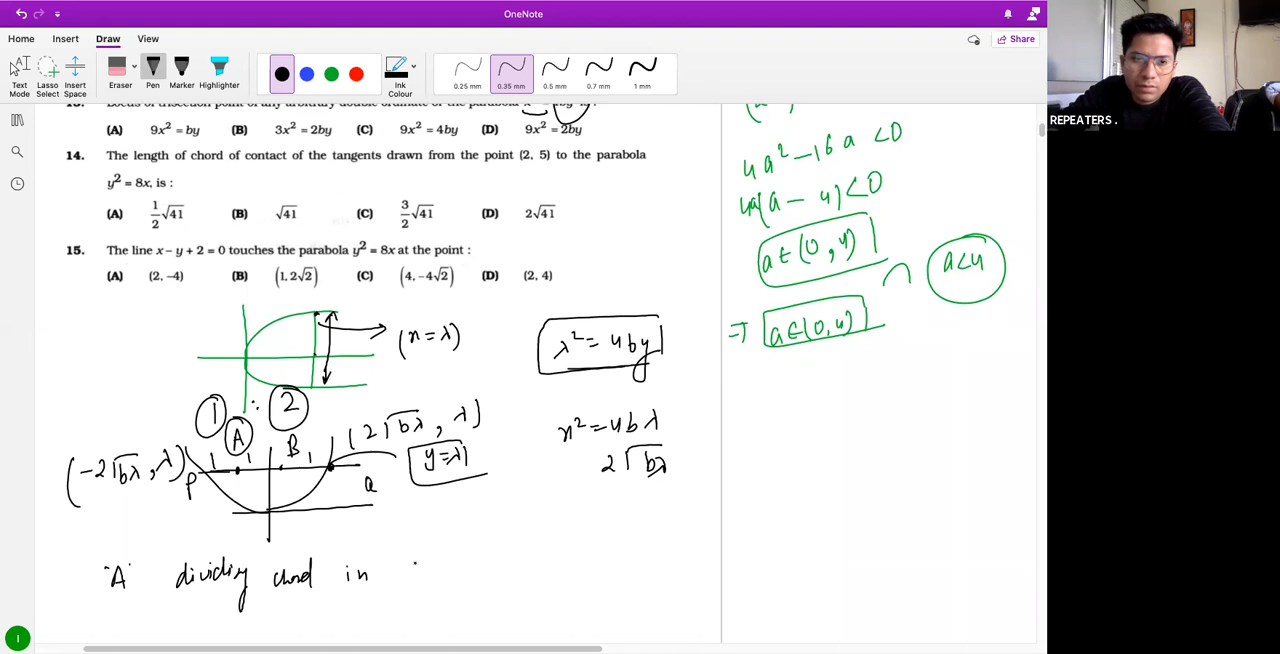 OneNote
Home Insert Draw View
Share
Text Mode
Lasso Select
Insert Space
Eraser
Pen
Marker
Highlighter
Ink Colour
0.25 mm
0.35 mm
0.5 mm
0.7 mm
1 mm
REPEATERS .
(A) 9x² = by (B) 3x² = 2by (C) 9x² = 4by (D) 9x² = 2by
14. The length of chord of contact of the tangents drawn from the point (2, 5) to the parabola
y² = 8x, is :
(A) 1/2 √41 (B) √41 (C) 3/2 √41 (D) 2√41
15. The line x – y + 2 = 0 touches the parabola y² = 8x at the point :
(A) (2, –4) (B) (1, 2√2) (C) (4, –4√2) (D) (2, 4)
(x = λ)
λ² = 4by
1 : 2
A
B
1 1 1
(2√bλ, λ)
(-2√bλ, λ)
P
y = λ
Q
x² = 4bλ
2√bλ
"A" dividing chord in
4a² - 16a < 0
4a(a - 4) < 0
a ∈ (0, 4)
∩
a < 4
⇒ a ∈ (0, 4)
I